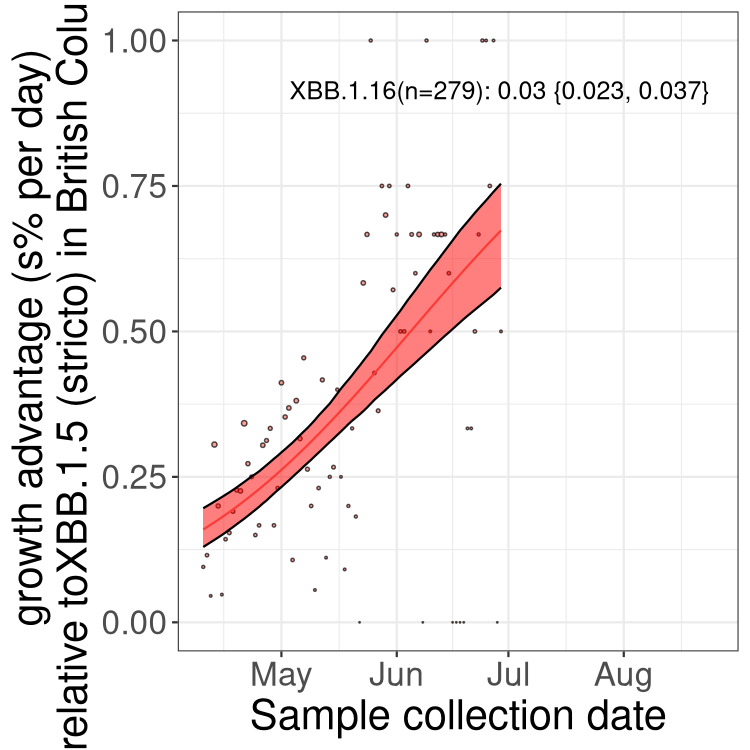 growth advantage (s% per day)
relative toXBB.1.5 (stricto) in British Colu
1.00
0.75
0.50
0.25
0.00
XBB.1.16(n=279): 0.03 {0.023, 0.037}
May Jun Jul Aug
Sample collection date